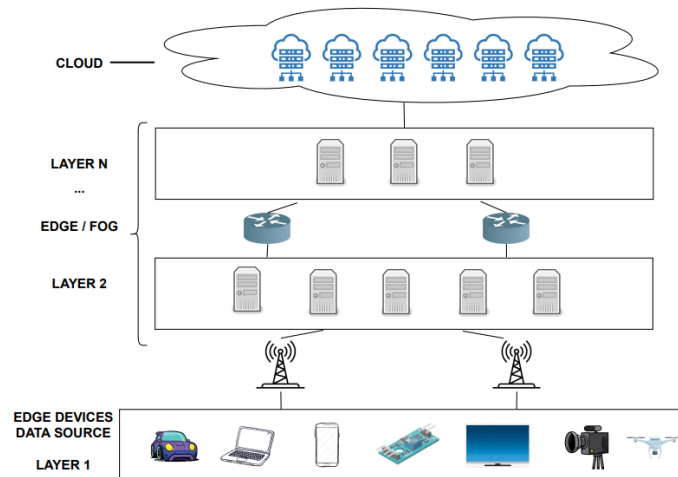 CLOUD
LAYER N
...
EDGE / FOG
LAYER 2
EDGE DEVICES
DATA SOURCE
LAYER 1